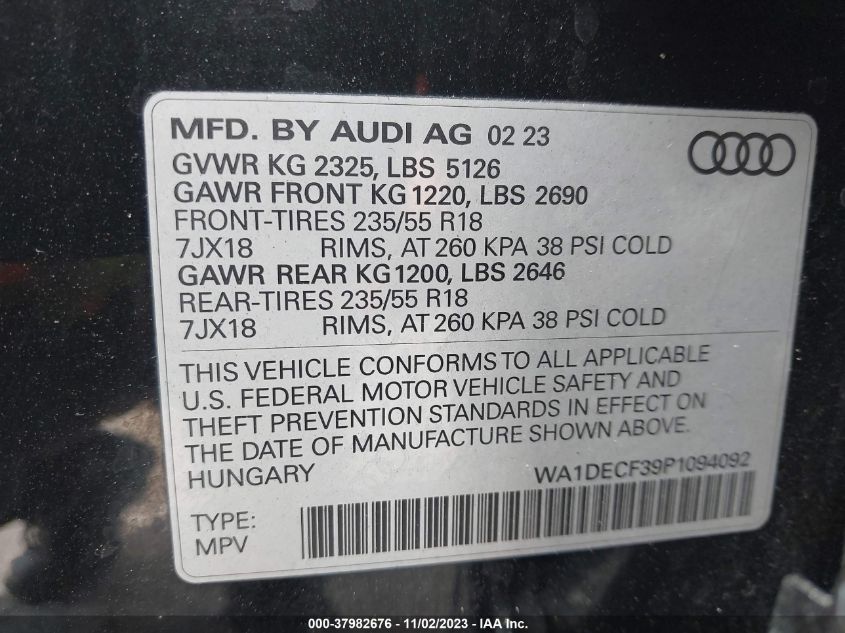 MFD. BY AUDI AG 02 23
GVWR KG 2325, LBS 5126
GAWR FRONT KG 1220, LBS 2690
FRONT-TIRES 235/55 R18
7JX18 RIMS, AT 260 KPA 38 PSI COLD
GAWR REAR KG 1200, LBS 2646
REAR-TIRES 235/55 R18
7JX18 RIMS, AT 260 KPA 38 PSI COLD
THIS VEHICLE CONFORMS TO ALL APPLICABLE
U.S. FEDERAL MOTOR VEHICLE SAFETY AND
THEFT PREVENTION STANDARDS IN EFFECT ON
THE DATE OF MANUFACTURE SHOWN ABOVE.
HUNGARY WA1DECF39P1094092
TYPE:
MPV
000-37982676 - 11/02/2023 - IAA Inc.